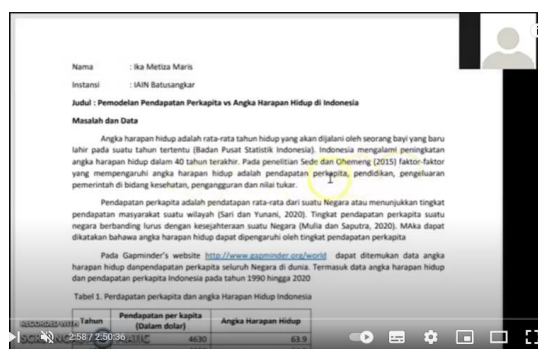 Nama : Ika Metiza Maris
Instansi : IAIN Batusangkar
Judul : Pemodelan Pendapatan Perkapita vs Angka Harapan Hidup di Indonesia
Masalah dan Data
Angka harapan hidup adalah rata-rata tahun hidup yang akan dijalani oleh seorang bayi yang baru
lahir pada suatu tahun tertentu (Badan Pusat Statistik Indonesia). Indonesia mengalami peningkatan
angka harapan hidup dalam 40 tahun terakhir. Pada penelitian Sede dan Ohemeng (2015) faktor-faktor
yang mempengaruhi angka harapan hidup adalah pendapatan perkapita, pendidikan, pengeluaran
pemerintah di bidang kesehatan, pengangguran dan nilai tukar.
Pendapatan perkapita adalah pendatapan rata-rata dari suatu Negara atau menunjukkan tingkat
pendapatan masyarakat suatu wilayah (Sari dan Yunani, 2020). Tingkat pendapatan perkapita suatu
negara berbanding lurus dengan kesejahteraan suatu Negara (Mulia dan Saputra, 2020). MAka dapat
dikatakan bahawa angka harapan hidup dapat dipengaruhi oleh tingkat pendapatan perkapita
Pada Gapminder's website http://www.gapminder.org/world dapat ditemukan data angka
harapan hidup danpendapatan perkapita seluruh Negara di dunia. Termasuk data angka harapan hidup
dan pendapatan perkapita Indonesia pada tahun 1990 hingga 2020
Tabel 1. Perdapatan perkapita dan angka Harapan Hidup Indonesia
Tahun Pendapatan per kapita (Dalam dolar) Angka Harapan Hidup
4630 63.9
RECORDED WITH
2:58 / 2:50:36